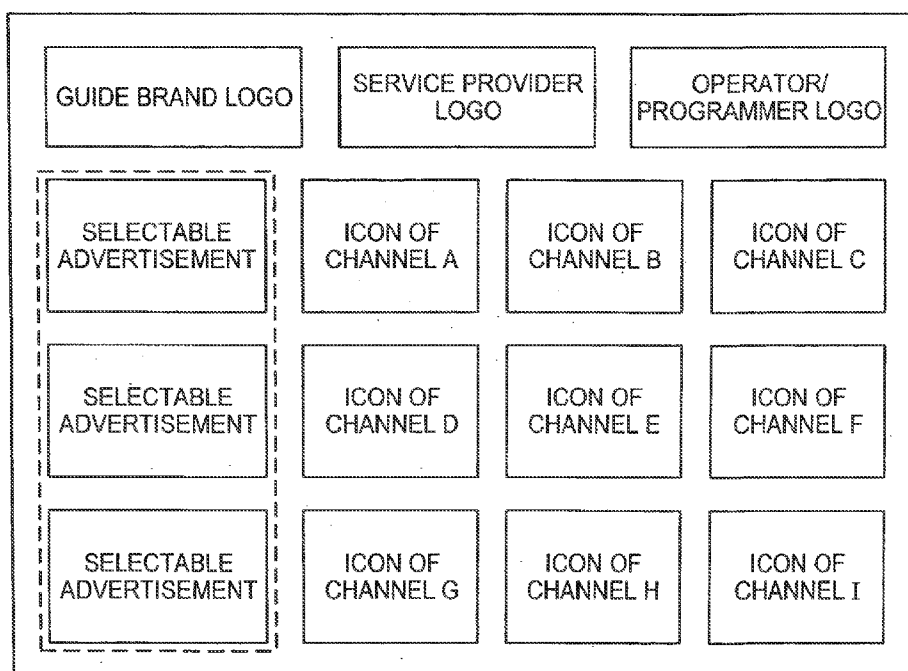 GUIDE BRAND LOGO
SERVICE PROVIDER
LOGO
OPERATOR/
PROGRAMMER LOGO
SELECTABLE
ADVERTISEMENT
ICON OF
CHANNEL A
ICON OF
CHANNEL B
ICON OF
CHANNEL C
SELECTABLE
ADVERTISEMENT
ICON OF
CHANNEL D
ICON OF
CHANNEL E
ICON OF
CHANNEL F
SELECTABLE
ADVERTISEMENT
ICON OF
CHANNEL G
ICON OF
CHANNEL H
ICON OF
CHANNEL I